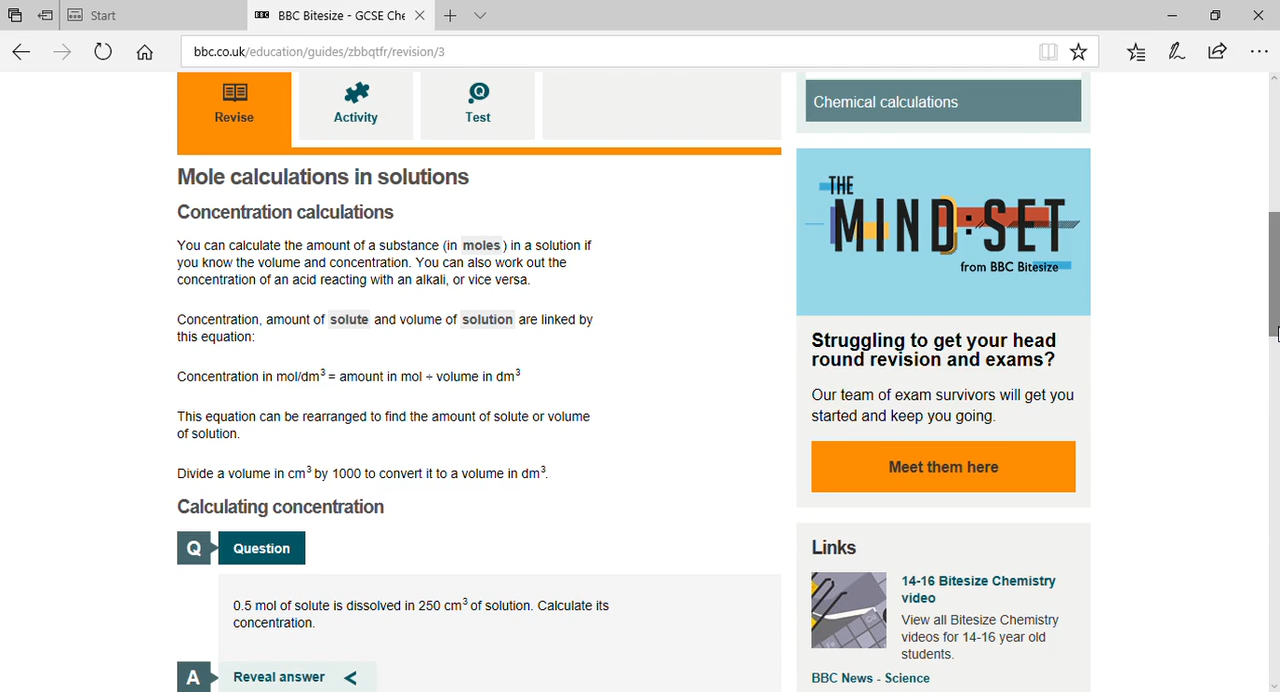 Start
BBC BBC Bitesize - GCSE Che
bbc.co.uk/education/guides/zbbqtfr/revision/3
Revise
Activity
Q
Test
Mole calculations in solutions
Concentration calculations
You can calculate the amount of a substance (in moles) in a solution if
you know the volume and concentration. You can also work out the
concentration of an acid reacting with an alkali, or vice versa.
Concentration, amount of solute and volume of solution are linked by
this equation:
Concentration in mol/dm³ = amount in mol ÷ volume in dm³
This equation can be rearranged to find the amount of solute or volume
of solution.
Divide a volume in cm³ by 1000 to convert it to a volume in dm³.
Calculating concentration
Q Question
0.5 mol of solute is dissolved in 250 cm³ of solution. Calculate its
concentration.
A Reveal answer <
Chemical calculations
THE
MIND:SET
from BBC Bitesize
Struggling to get your head
round revision and exams?
Our team of exam survivors will get you
started and keep you going.
Meet them here
Links
14-16 Bitesize Chemistry
video
View all Bitesize Chemistry
videos for 14-16 year old
students.
BBC News - Science